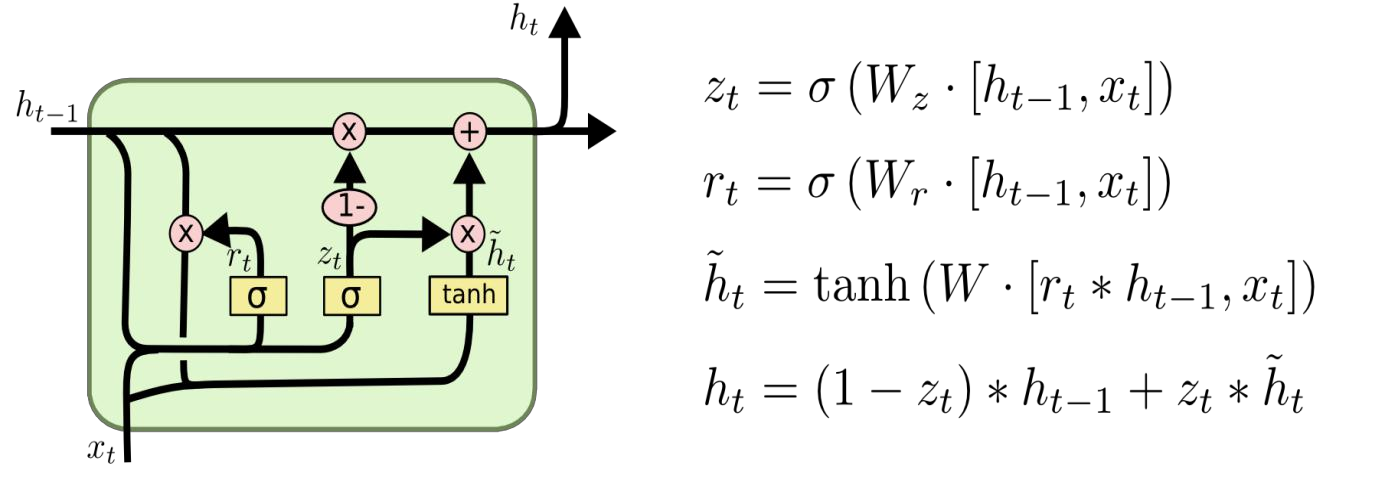 h_t
h_{t−1}
x
+
1-
x
x
r_t
z_t
h̃_t
σ
σ
tanh
x_t
z_t = σ (W_z · [h_{t−1}, x_t])
r_t = σ (W_r · [h_{t−1}, x_t])
h̃_t = tanh (W · [r_t * h_{t−1}, x_t])
h_t = (1 − z_t) * h_{t−1} + z_t * h̃_t